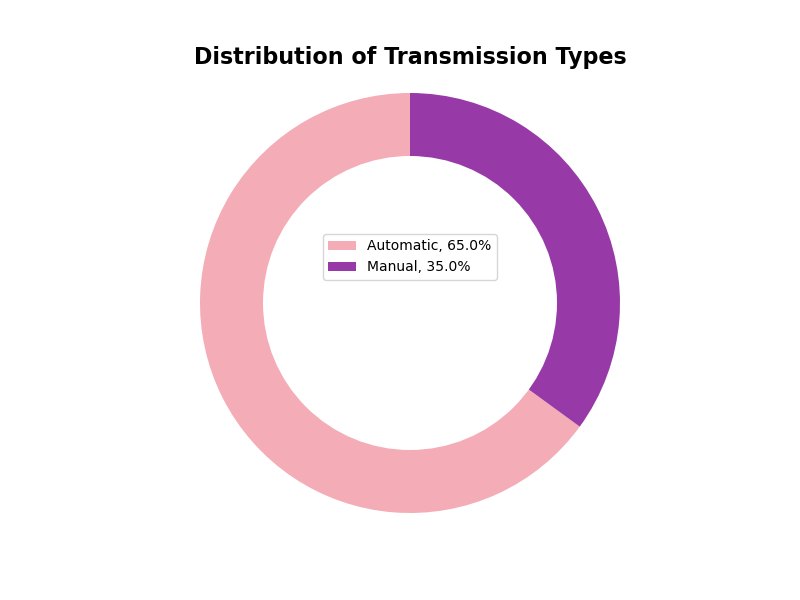 Distribution of Transmission Types
Automatic, 65.0%
Manual, 35.0%